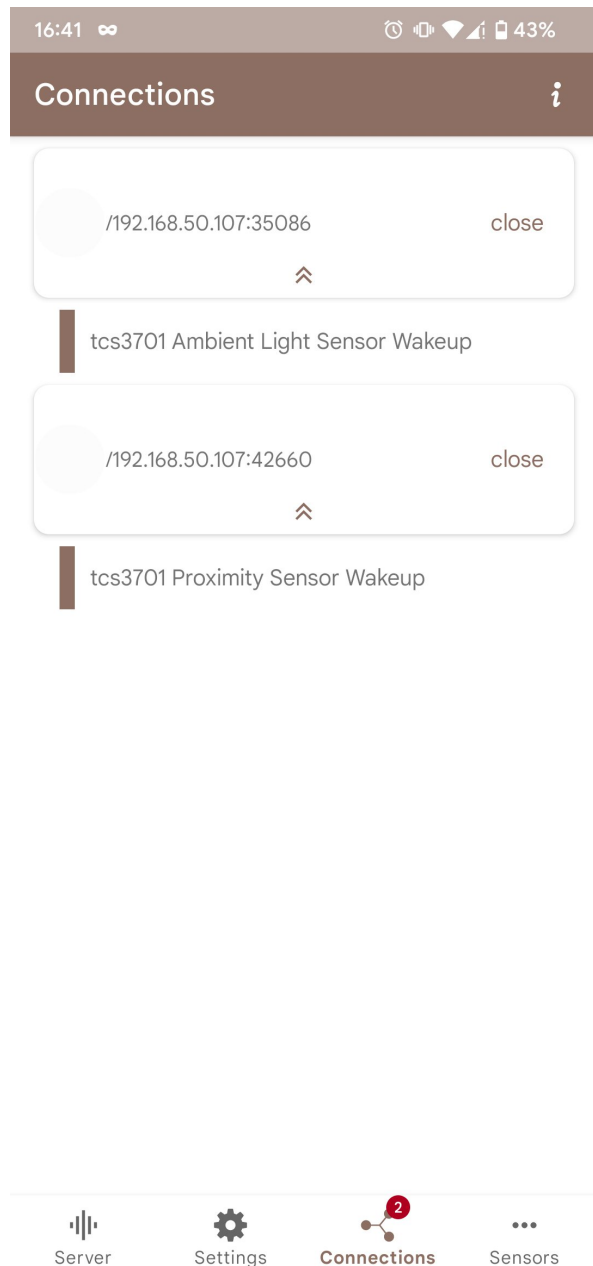 16:41 43%
Connections i
/192.168.50.107:35086 close
tcs3701 Ambient Light Sensor Wakeup
/192.168.50.107:42660 close
tcs3701 Proximity Sensor Wakeup
2
Server Settings Connections Sensors